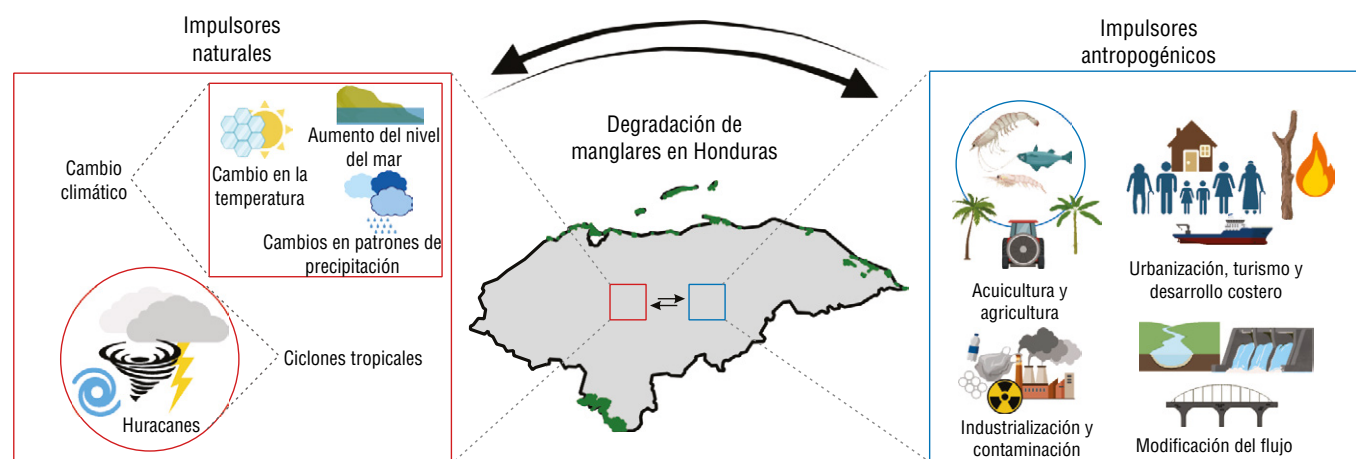 Impulsores
naturales
Cambio
climático
Cambio en la
temperatura
Aumento del nivel
del mar
Cambios en patrones de
precipitación
Ciclones tropicales
Huracanes
Degradación de
manglares en Honduras
Impulsores
antropogénicos
Acuicultura y
agricultura
Urbanización, turismo y
desarrollo costero
Industrialización y
contaminación
Modificación del flujo